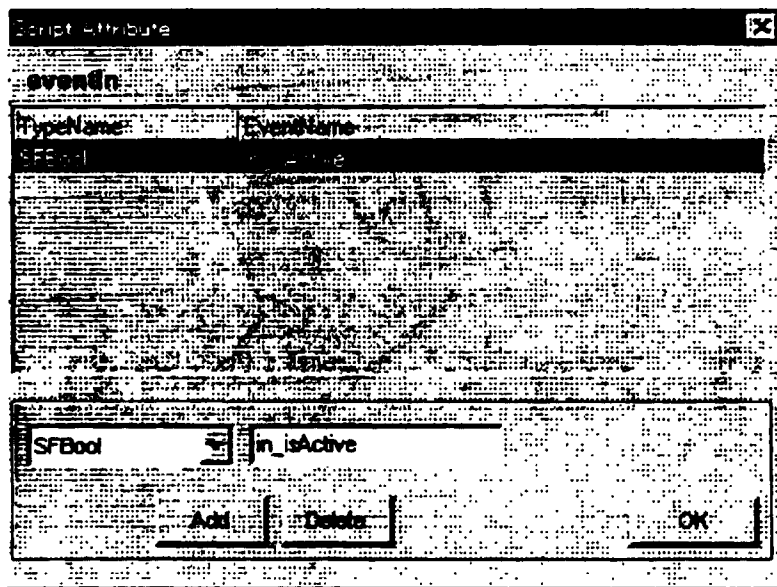 Script Attribute
eventIn
TypeName EventName
SFBool in_isActive
SFBool in_isActive
Add Delete OK